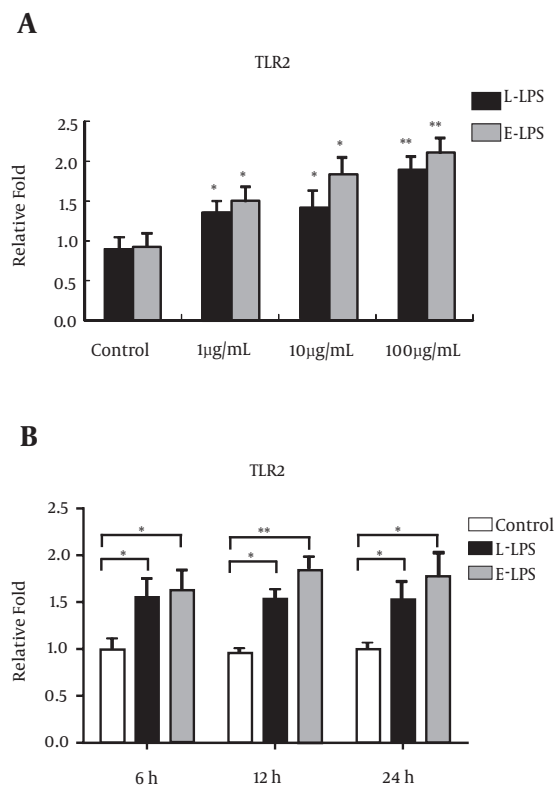 A
TLR2
L-LPS
E-LPS
2.5
2.0
1.5
1.0
0.5
0.0
Relative Fold
* * * * ** **
Control 1µg/mL 10µg/mL 100µg/mL
B
TLR2
Control
L-LPS
E-LPS
2.5
2.0
1.5
1.0
0.5
0.0
Relative Fold
* ** *
* * *
6 h 12 h 24 h